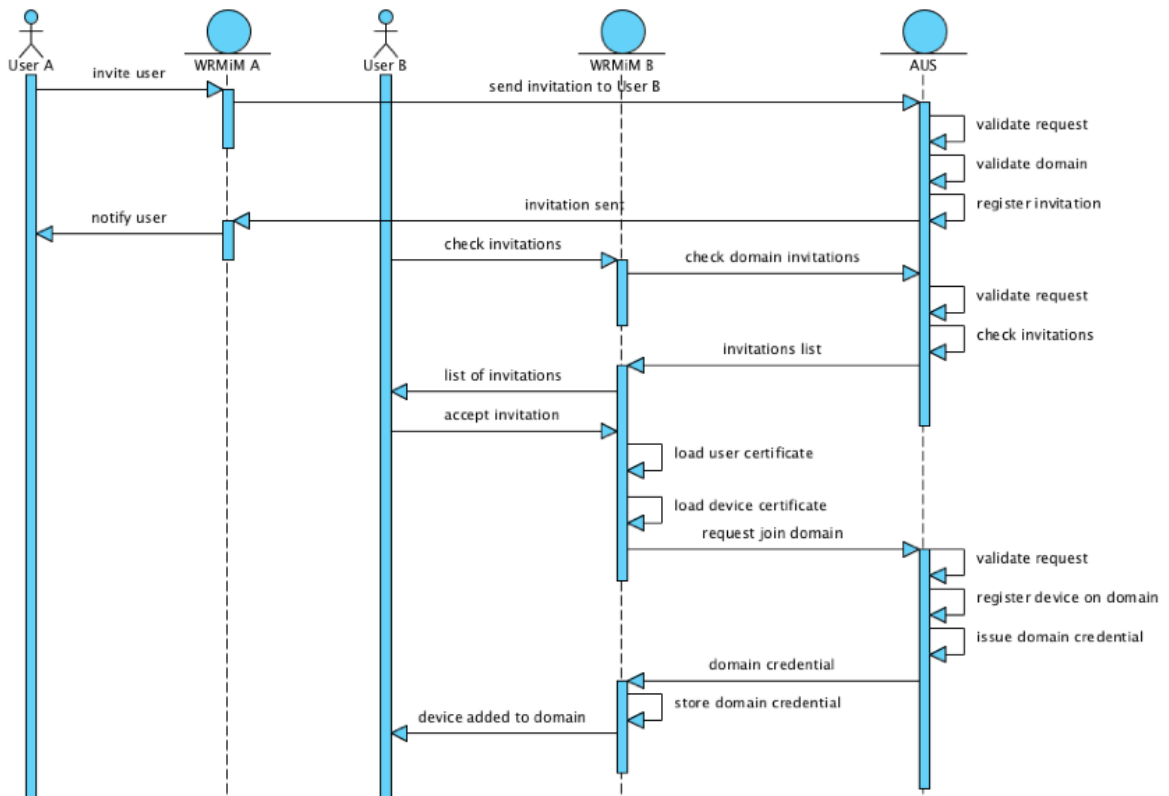 User A
WRMiM A
User B
WRMiM B
AUS
invite user
send invitation to User B
validate request
validate domain
register invitation
invitation sent
notify user
check invitations
check domain invitations
validate request
check invitations
invitations list
list of invitations
accept invitation
load user certificate
load device certificate
request join domain
validate request
register device on domain
issue domain credential
domain credential
store domain credential
device added to domain